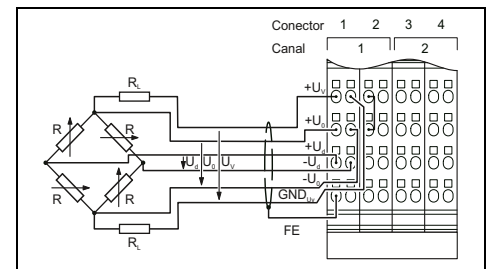 Conector 1 2 3 4
Canal 1 2
R_L
+U_V
+U_0
R R
+U_d
U_d U_0 U_V
-U_d
-U_0
R R
GND_UV
FE
R_L